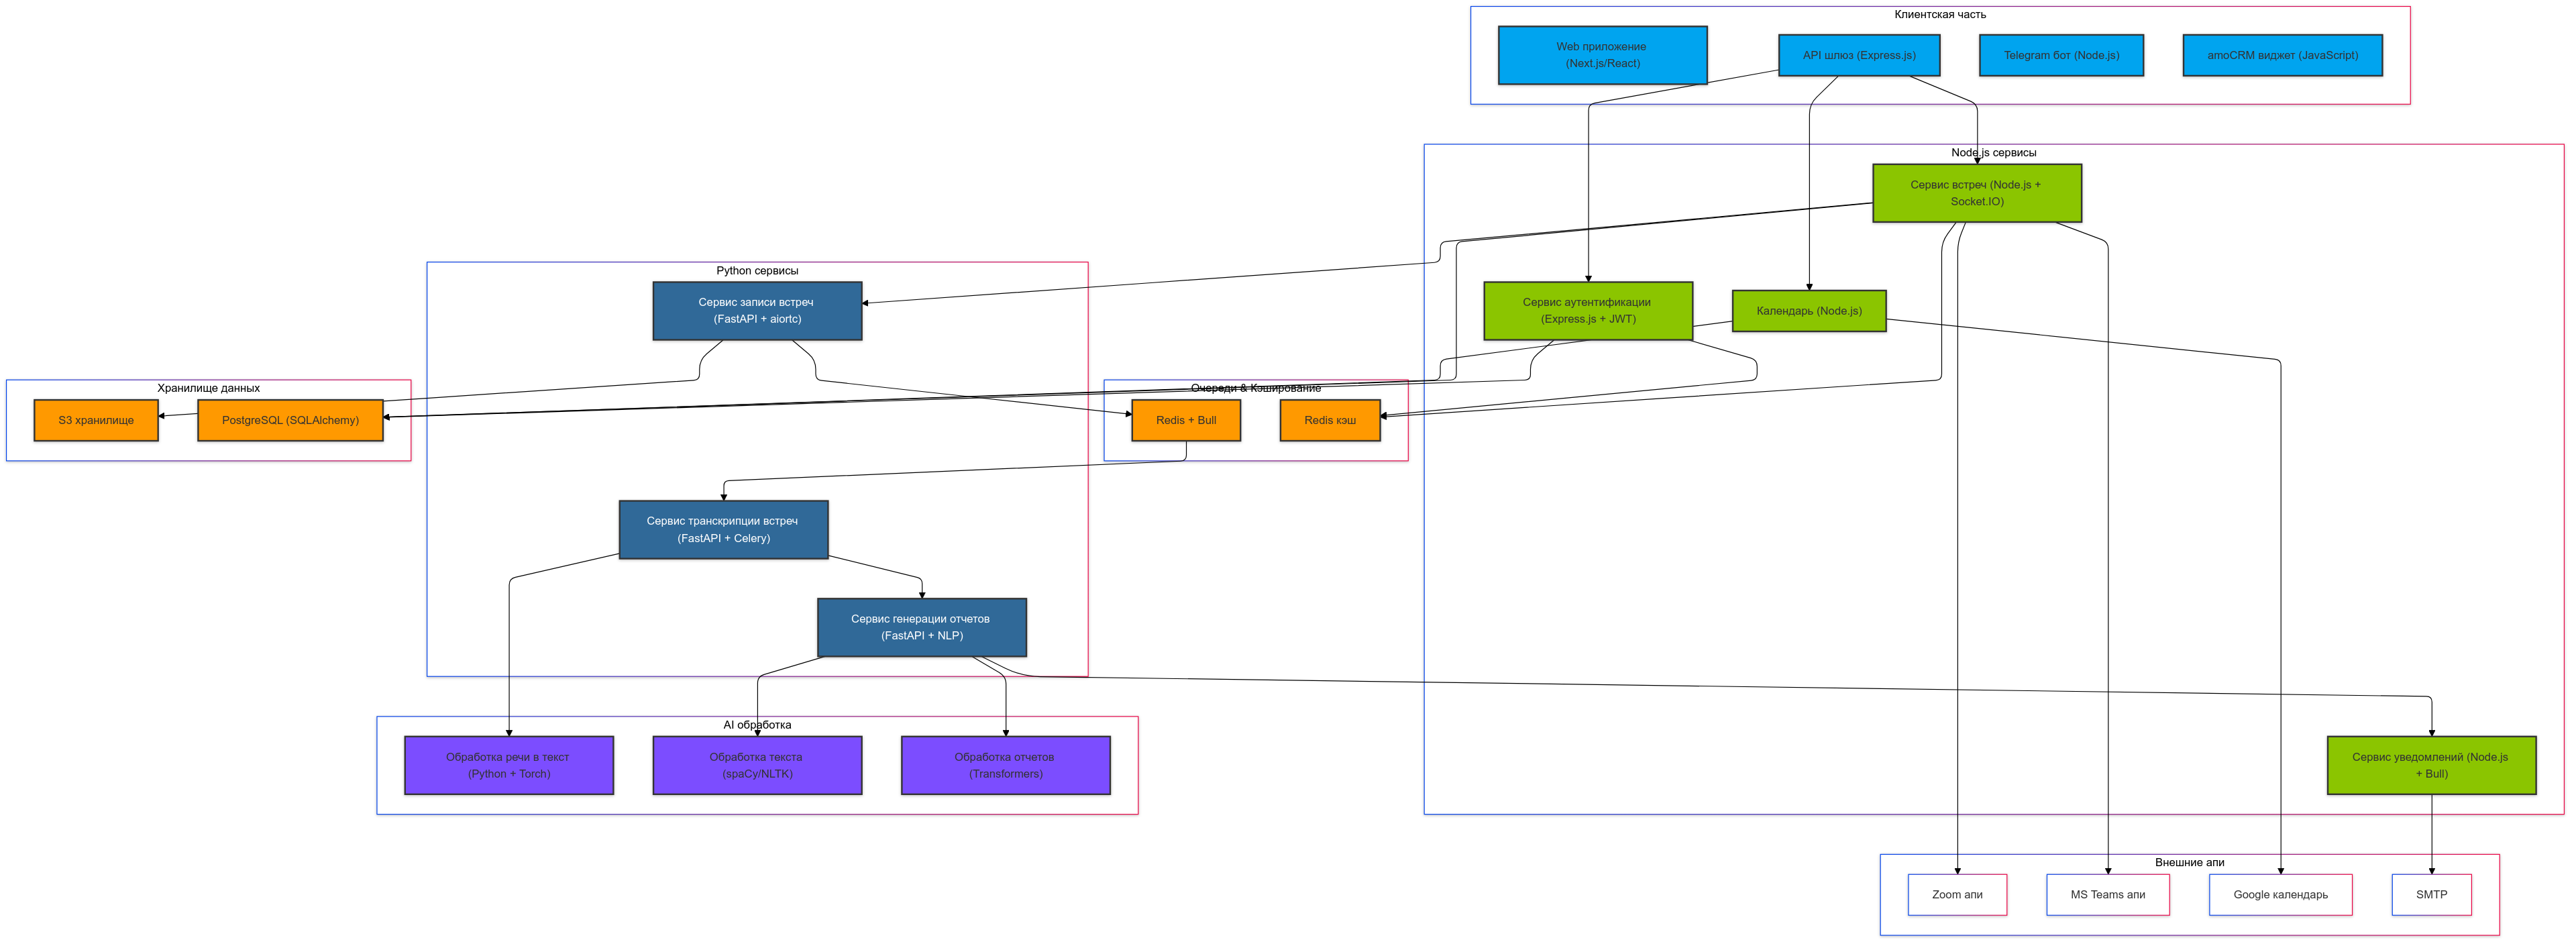 Клиентская часть
Web приложение
(Next.js/React)
API шлюз (Express.js)
Telegram бот (Node.js)
amoCRM виджет (JavaScript)
Node.js сервисы
Сервис встреч (Node.js +
Socket.IO)
Python сервисы
Сервис записи встреч
(FastAPI + aiortc)
Сервис аутентификации
(Express.js + JWT)
Календарь (Node.js)
Хранилище данных
S3 хранилище
PostgreSQL (SQLAlchemy)
Очереди & Кэширование
Redis + Bull
Redis кэш
Сервис транскрипции встреч
(FastAPI + Celery)
Сервис генерации отчетов
(FastAPI + NLP)
AI обработка
Обработка речи в текст
(Python + Torch)
Обработка текста
(spaCy/NLTK)
Обработка отчетов
(Transformers)
Сервис уведомлений (Node.js
+ Bull)
Внешние апи
Zoom апи
MS Teams апи
Google календарь
SMTP